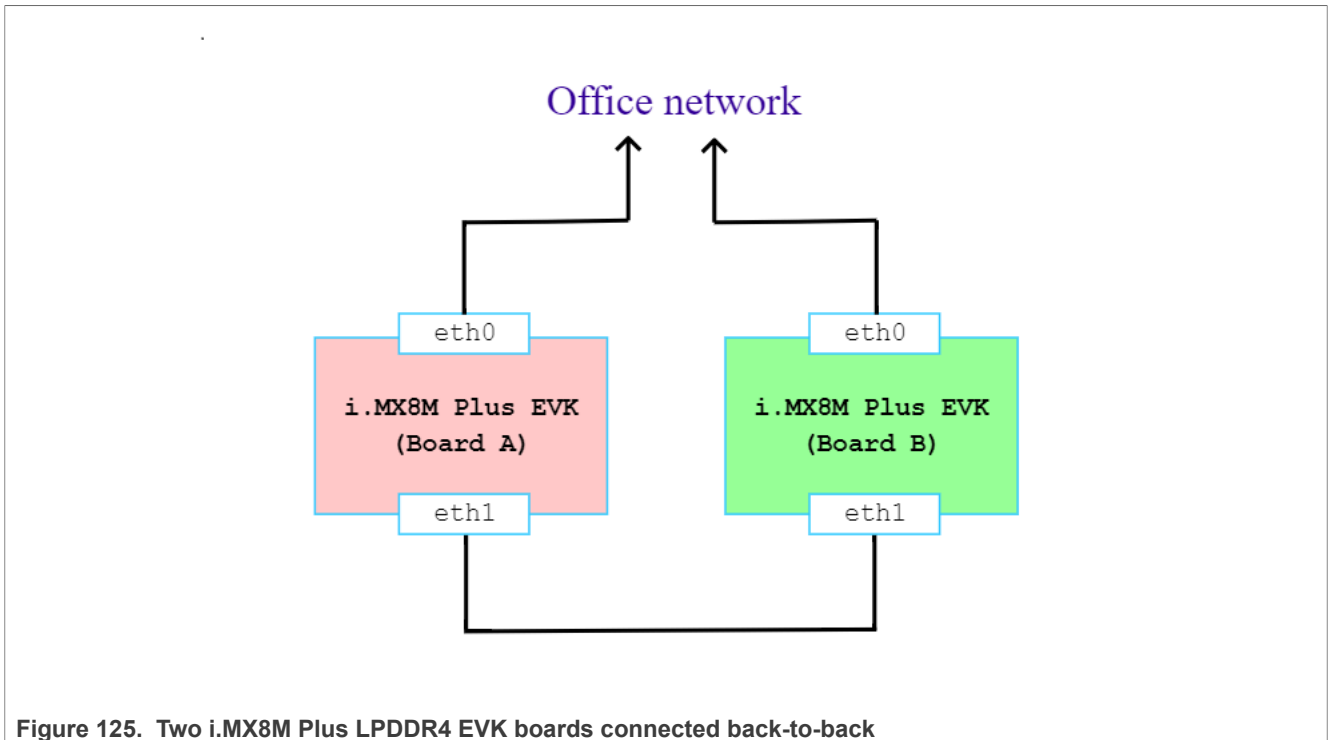 Office network
eth0
eth0
i.MX8M Plus EVK
(Board A)
i.MX8M Plus EVK
(Board B)
eth1
eth1
Figure 125. Two i.MX8M Plus LPDDR4 EVK boards connected back-to-back